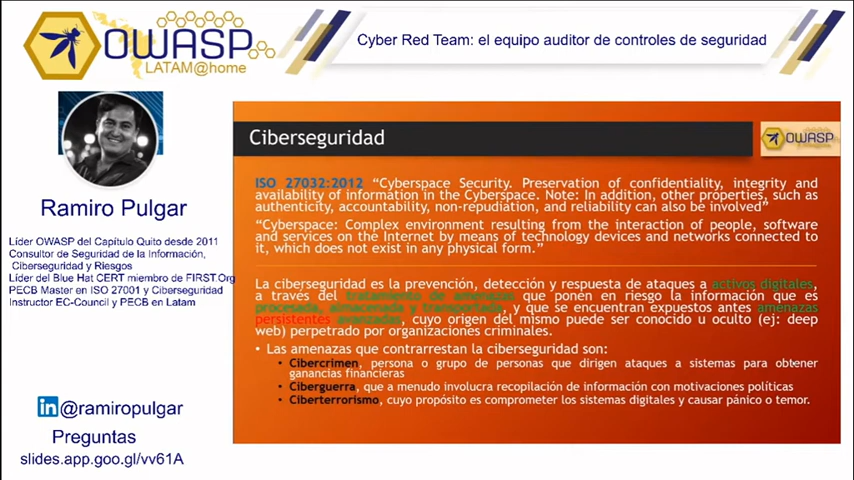 OWASP
LATAM@home
Cyber Red Team: el equipo auditor de controles de seguridad
Ramiro Pulgar
Líder OWASP del Capítulo Quito desde 2011
Consultor de Seguridad de la Información,
Ciberseguridad y Riesgos
Líder del Blue Hat CERT miembro de FIRST.Org
PECB Master en ISO 27001 y Ciberseguridad
Instructor EC-Council y PECB en Latam
in @ramiropulgar
Preguntas
slides.app.goo.gl/vv61A
Ciberseguridad
OWASP
ISO 27032:2012 “Cyberspace Security. Preservation of confidentiality, integrity and
availability of information in the Cyberspace. Note: In addition, other properties, such as
authenticity, accountability, non-repudiation, and reliability can also be involved”
“Cyberspace: Complex environment resulting from the interaction of people, software
and services on the Internet by means of technology devices and networks connected to
it, which does not exist in any physical form.”
La ciberseguridad es la prevención, detección y respuesta de ataques a activos digitales,
a través del tratamiento de amenazas que ponen en riesgo la información que es
procesada, almacenada y transportada, y que se encuentran expuestos antes amenazas
persistentes avanzadas, cuyo origen del mismo puede ser conocido u oculto (ej: deep
web) perpetrado por organizaciones criminales.
• Las amenazas que contrarrestan la ciberseguridad son:
• Cibercrimen, persona o grupo de personas que dirigen ataques a sistemas para obtener
ganancias financieras
• Ciberguerra, que a menudo involucra recopilación de información con motivaciones políticas
• Ciberterrorismo, cuyo propósito es comprometer los sistemas digitales y causar pánico o temor.